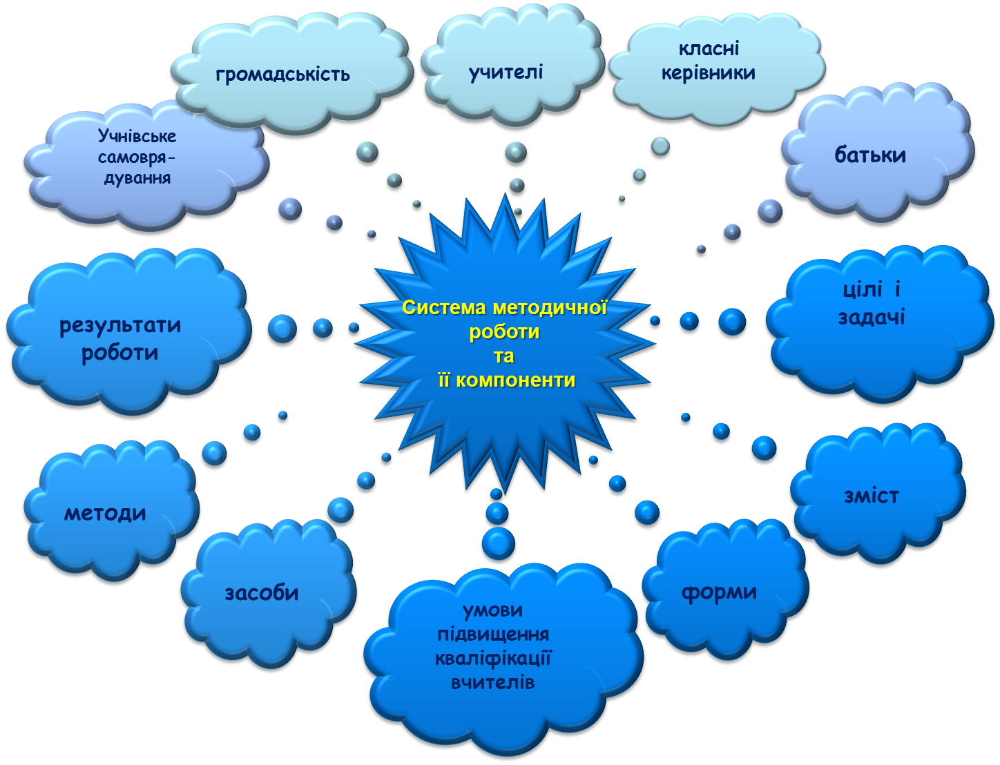 громадськість
учителі
класні
керівники
Учнівське
самовря-
дування
батьки
результати
роботи
Система методичної
роботи
та
її компоненти
цілі і
задачі
методи
зміст
засоби
форми
умови
підвищення
кваліфікації
вчителів